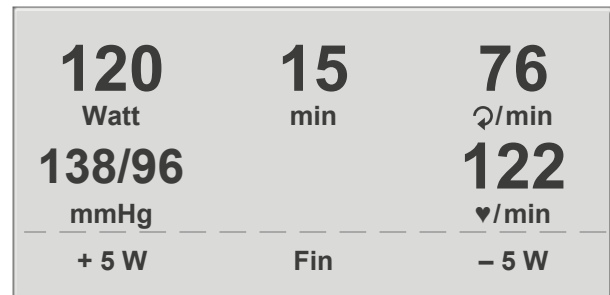 120 15 76
Watt min ↻/min
138/96 122
mmHg ♥/min
+ 5 W Fin – 5 W